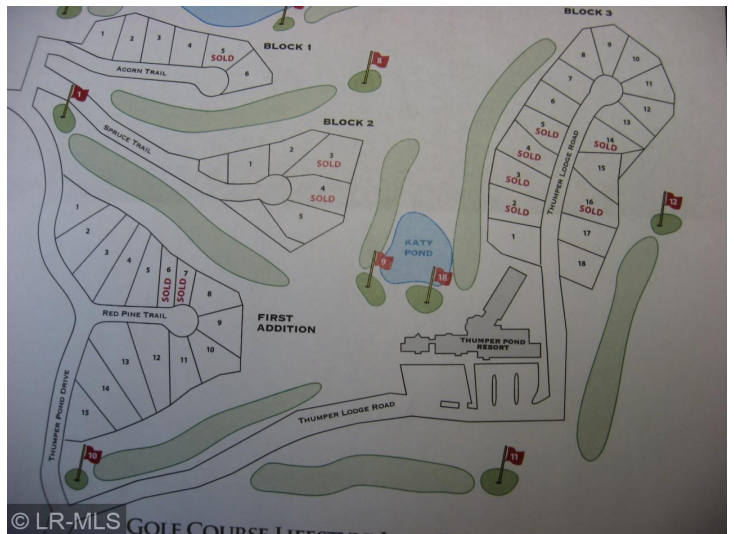 BLOCK 3
1
2
3
4
5
SOLD
6
BLOCK 1
ACORN TRAIL
8
1
SPRUCE TRAIL
BLOCK 2
1
2
3
SOLD
4
SOLD
5
1
2
3
4
5
6
SOLD
7
SOLD
8
9
10
11
12
13
14
15
RED PINE TRAIL
FIRST
ADDITION
THUMPER POND DRIVE
KATY
POND
9
18
1
2
SOLD
3
SOLD
4
SOLD
5
SOLD
6
7
8
9
10
11
12
13
14
SOLD
15
16
SOLD
17
18
THUMPER LODGE ROAD
12
THUMPER POND
RESORT
THUMPER LODGE ROAD
10
11
© LR-MLS